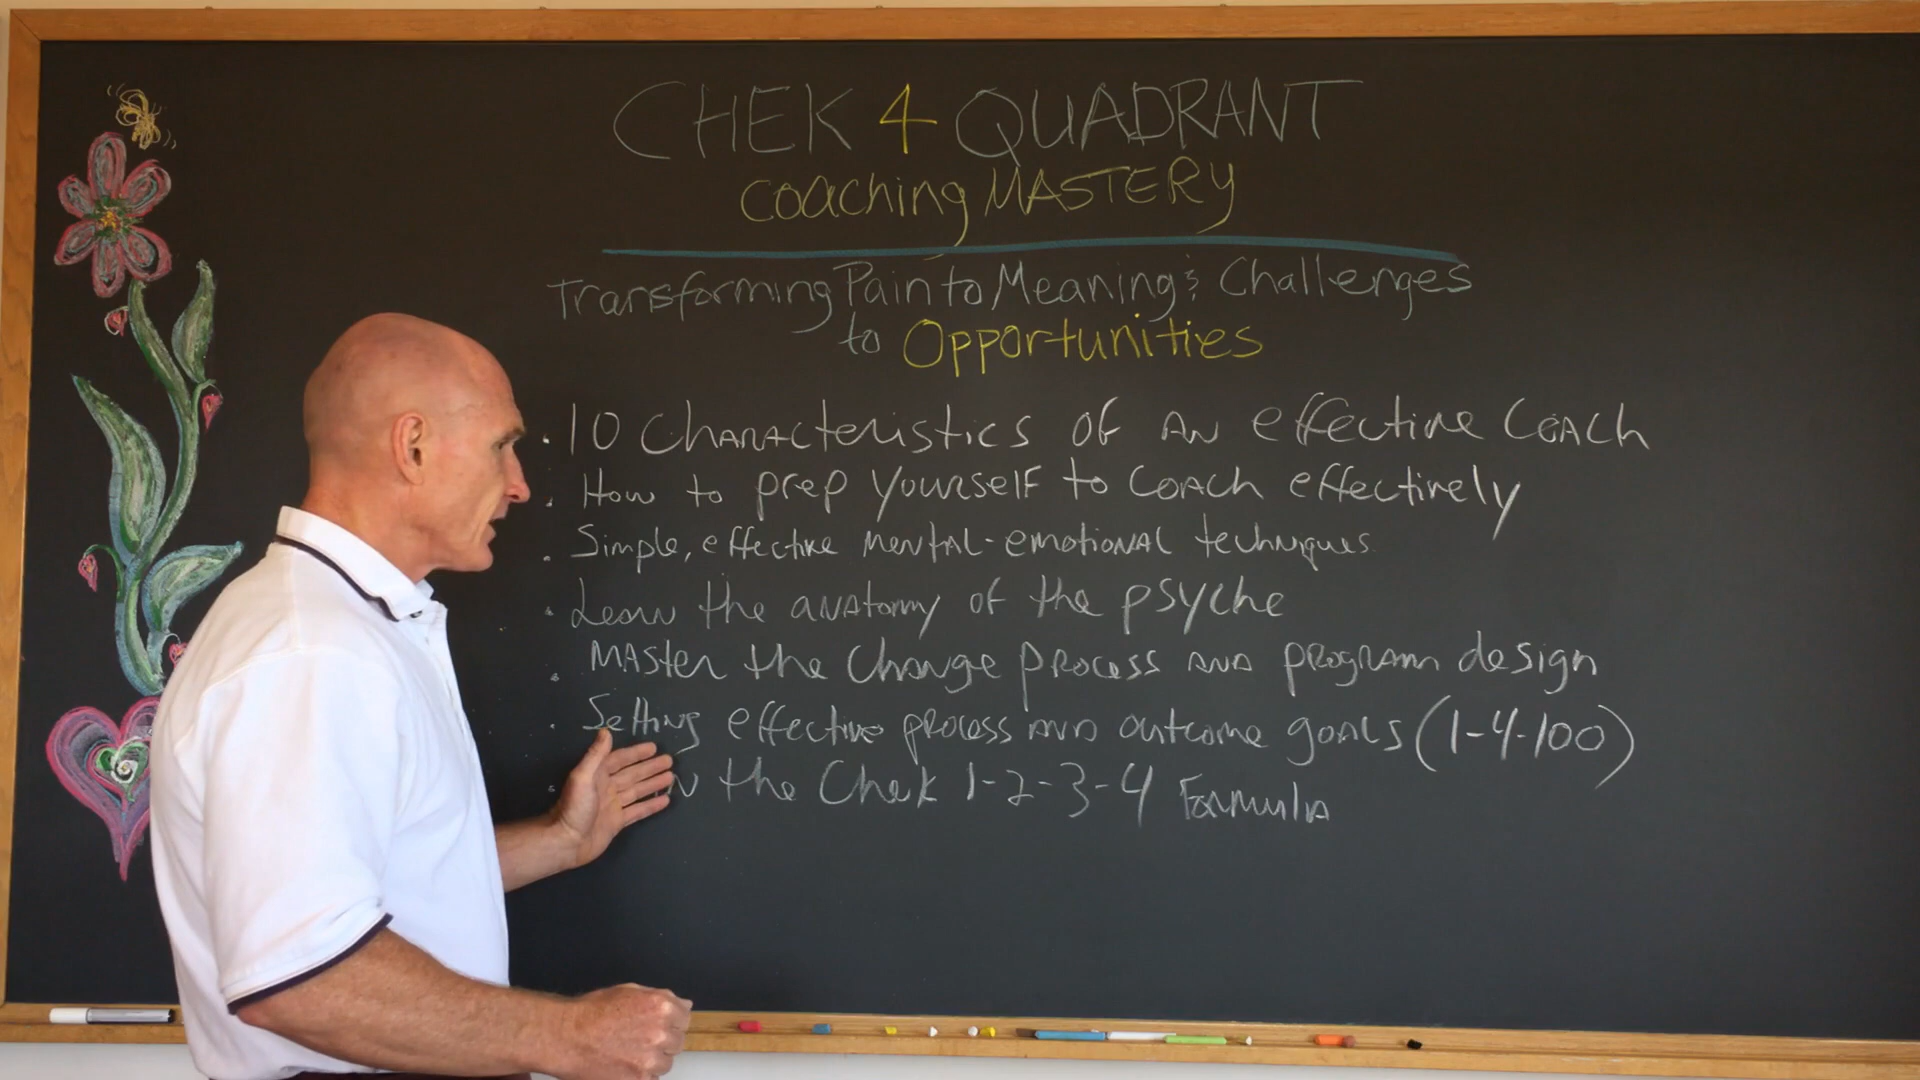 CHEK 4 QUADRANT
Coaching MASTERY
Transforming Pain to Meaning & Challenges
to Opportunities
· 10 Characteristics of an effective Coach
· How to prep yourself to coach effectively
· Simple, effective mental-emotional techniques
· Learn the anatomy of the psyche
· Master the change process and program design
· Setting effective process and outcome goals (1-4-100)
· the Chek 1-2-3-4 Formula